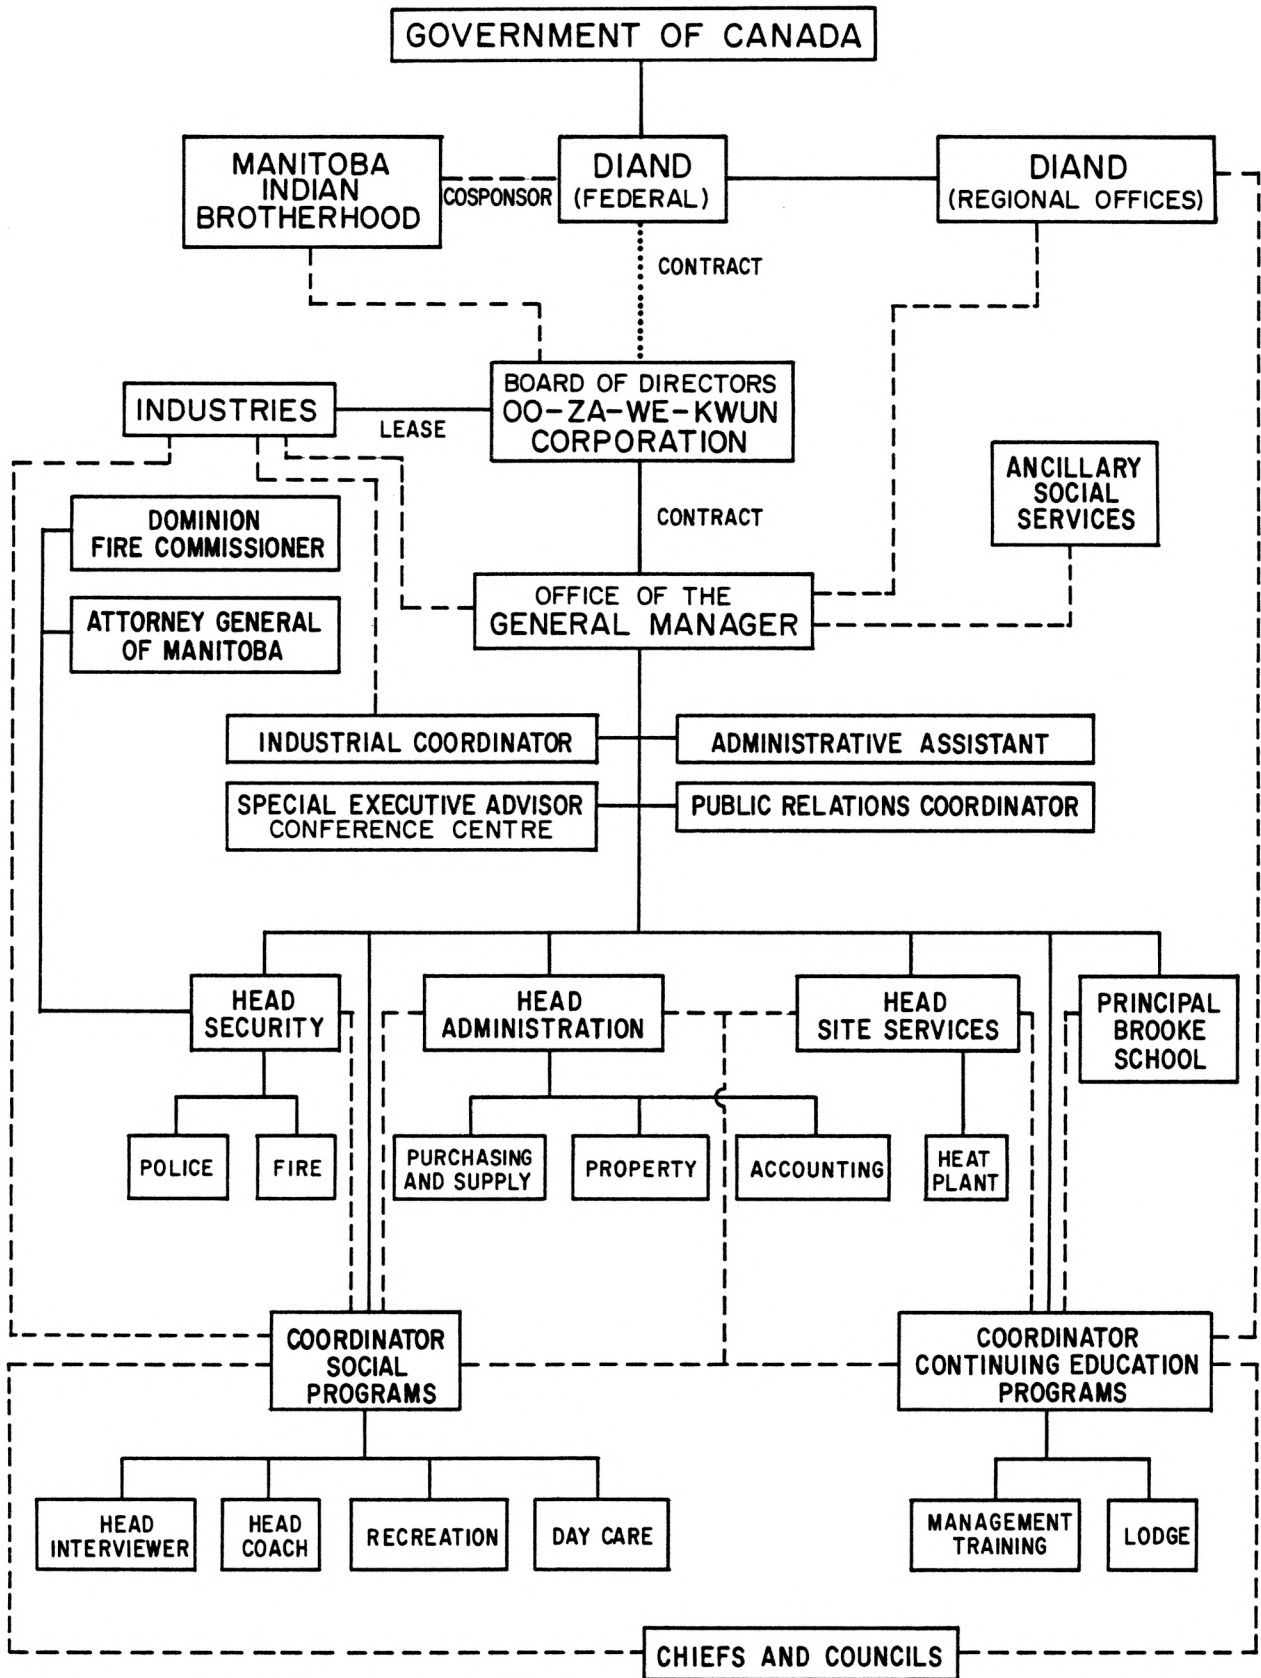 GOVERNMENT OF CANADA
MANITOBA
INDIAN
BROTHERHOOD
COSPONSOR
DIAND
(FEDERAL)
DIAND
(REGIONAL OFFICES)
CONTRACT
INDUSTRIES
LEASE
BOARD OF DIRECTORS
OO-ZA-WE-KWUN
CORPORATION
ANCILLARY
SOCIAL
SERVICES
DOMINION
FIRE COMMISSIONER
CONTRACT
ATTORNEY GENERAL
OF MANITOBA
OFFICE OF THE
GENERAL MANAGER
INDUSTRIAL COORDINATOR
ADMINISTRATIVE ASSISTANT
SPECIAL EXECUTIVE ADVISOR
CONFERENCE CENTRE
PUBLIC RELATIONS COORDINATOR
HEAD
SECURITY
HEAD
ADMINISTRATION
HEAD
SITE SERVICES
PRINCIPAL
BROOKE
SCHOOL
POLICE
FIRE
PURCHASING
AND SUPPLY
PROPERTY
ACCOUNTING
HEAT
PLANT
COORDINATOR
SOCIAL
PROGRAMS
COORDINATOR
CONTINUING EDUCATION
PROGRAMS
HEAD
INTERVIEWER
HEAD
COACH
RECREATION
DAY CARE
MANAGEMENT
TRAINING
LODGE
CHIEFS AND COUNCILS